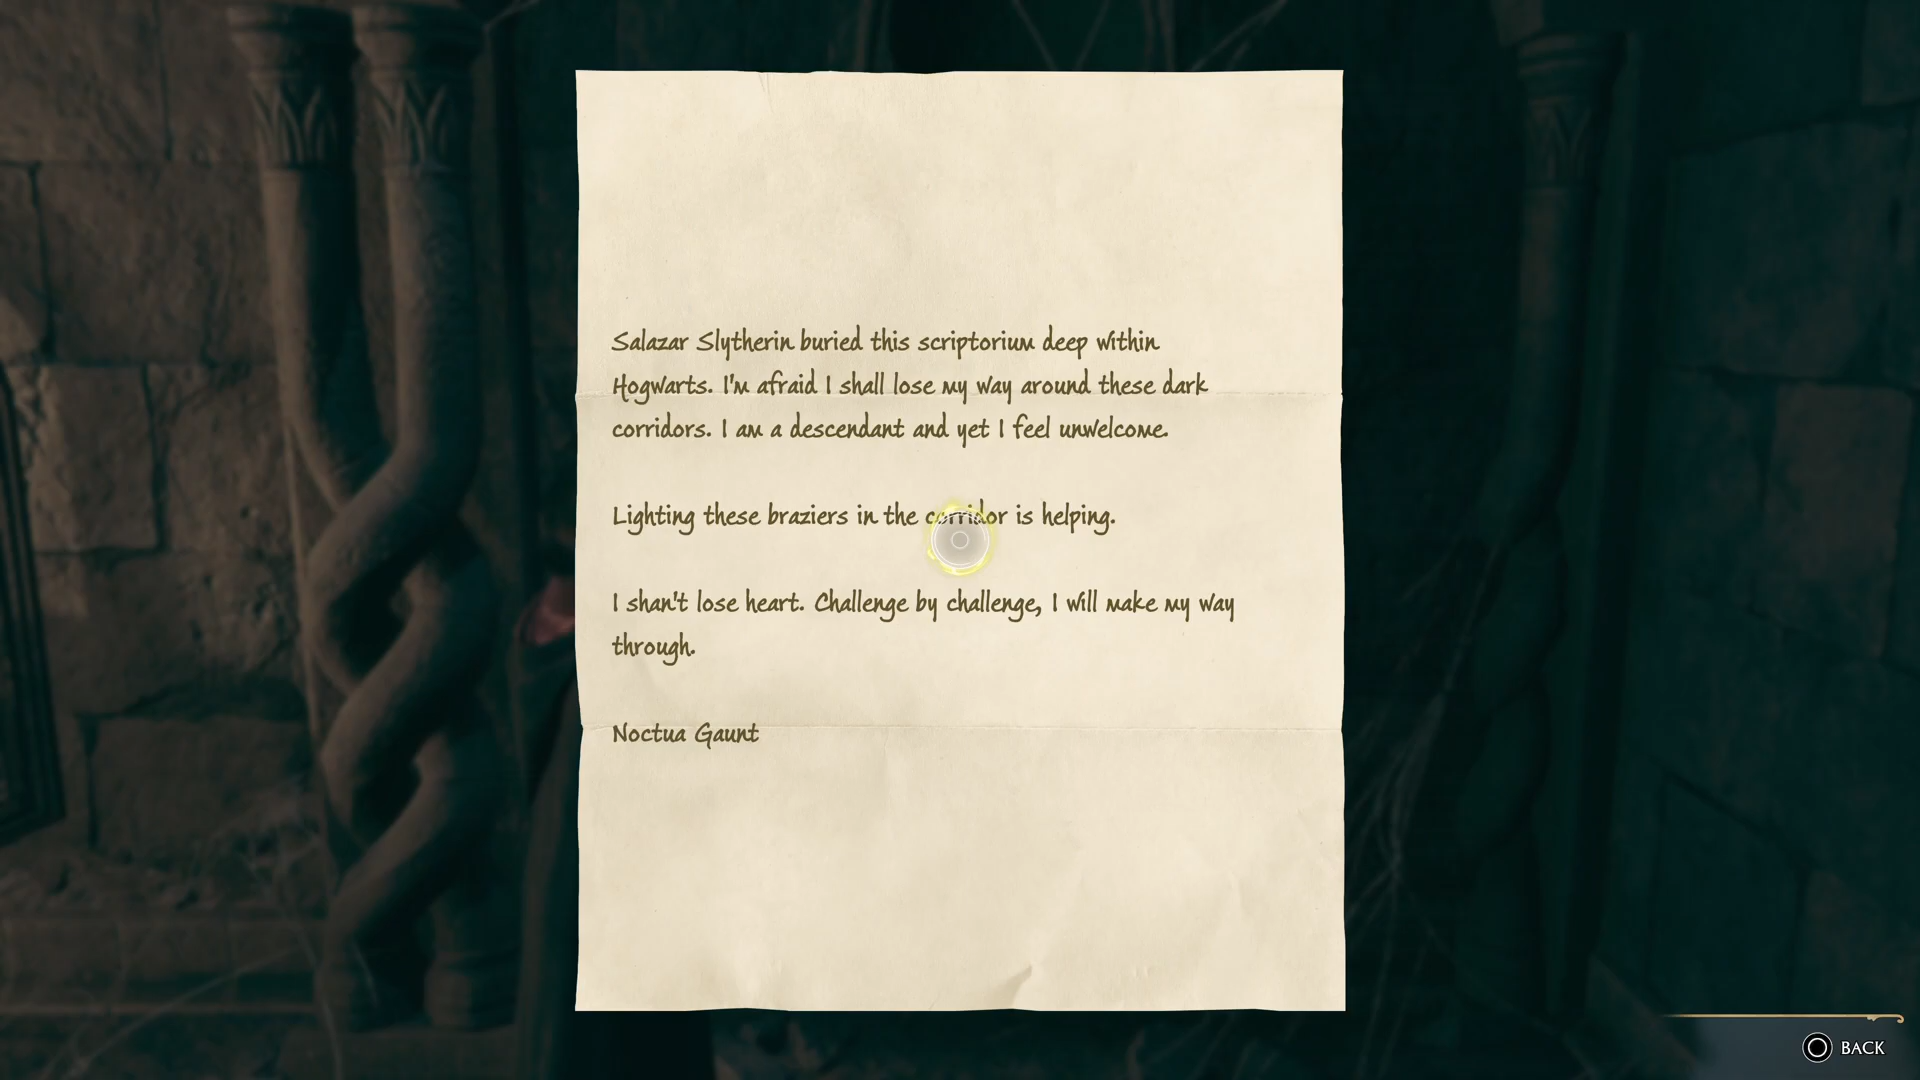 Salazar Slytherin buried this scriptorium deep within
Hogwarts. I'm afraid I shall lose my way around these dark
corridors. I am a descendant and yet I feel unwelcome.
Lighting these braziers in the corridor is helping.
I shan't lose heart. Challenge by challenge, I will make my way
through.
Noctua Gaunt
BACK